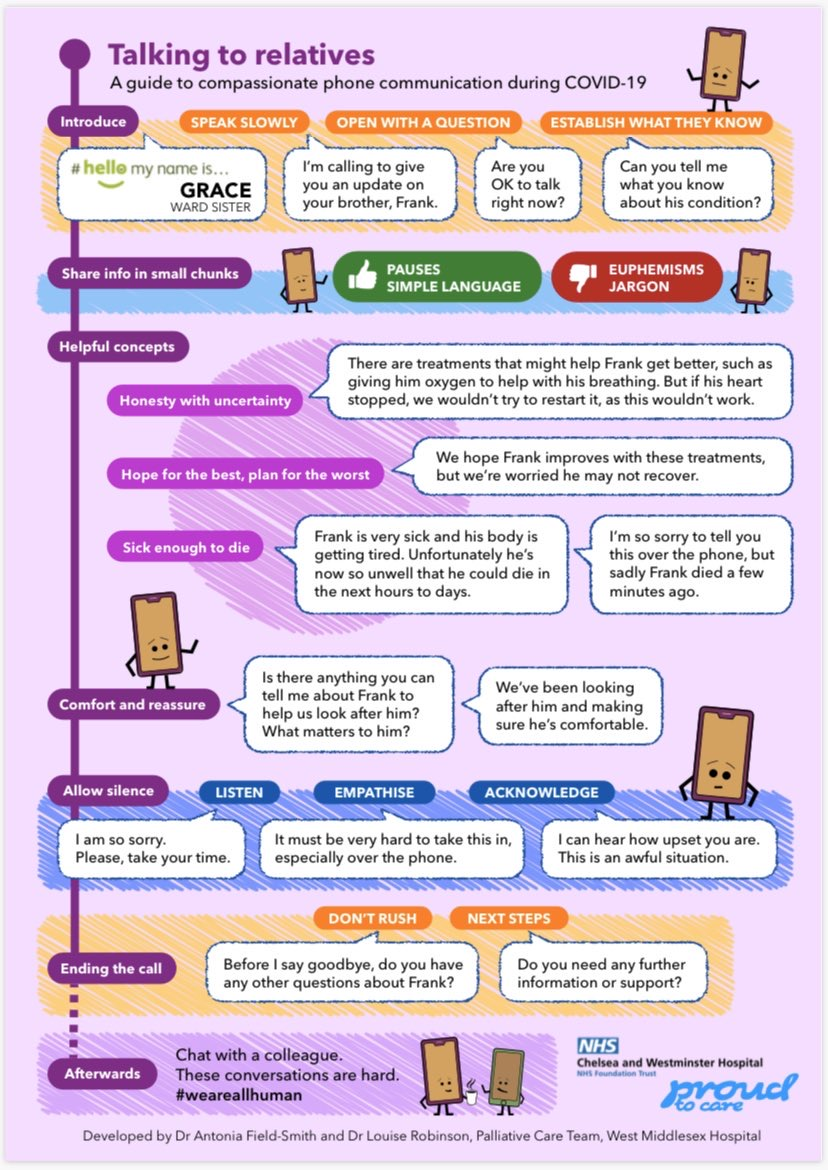 Talking to relatives
A guide to compassionate phone communication during COVID-19
Introduce
SPEAK SLOWLY
OPEN WITH A QUESTION
ESTABLISH WHAT THEY KNOW
#hello my name is...
GRACE
WARD SISTER
I'm calling to give
you an update on
your brother, Frank.
Are you
OK to talk
right now?
Can you tell me
what you know
about his condition?
Share info in small chunks
PAUSES
SIMPLE LANGUAGE
EUPHEMISMS
JARGON
Helpful concepts
Honesty with uncertainty
There are treatments that might help Frank get better, such as
giving him oxygen to help with his breathing. But if his heart
stopped, we wouldn't try to restart it, as this wouldn't work.
Hope for the best, plan for the worst
We hope Frank improves with these treatments,
but we're worried he may not recover.
Sick enough to die
Frank is very sick and his body is
getting tired. Unfortunately he's
now so unwell that he could die in
the next hours to days.
I'm so sorry to tell you
this over the phone, but
sadly Frank died a few
minutes ago.
Comfort and reassure
Is there anything you can
tell me about Frank to
help us look after him?
What matters to him?
We've been looking
after him and making
sure he's comfortable.
Allow silence
LISTEN
EMPATHISE
ACKNOWLEDGE
I am so sorry.
Please, take your time.
It must be very hard to take this in,
especially over the phone.
I can hear how upset you are.
This is an awful situation.
DON'T RUSH
NEXT STEPS
Ending the call
Before I say goodbye, do you have
any other questions about Frank?
Do you need any further
information or support?
Afterwards
Chat with a colleague.
These conversations are hard.
#weareallhuman
NHS
Chelsea and Westminster Hospital
NHS Foundation Trust
proud
to care
Developed by Dr Antonia Field-Smith and Dr Louise Robinson, Palliative Care Team, West Middlesex Hospital